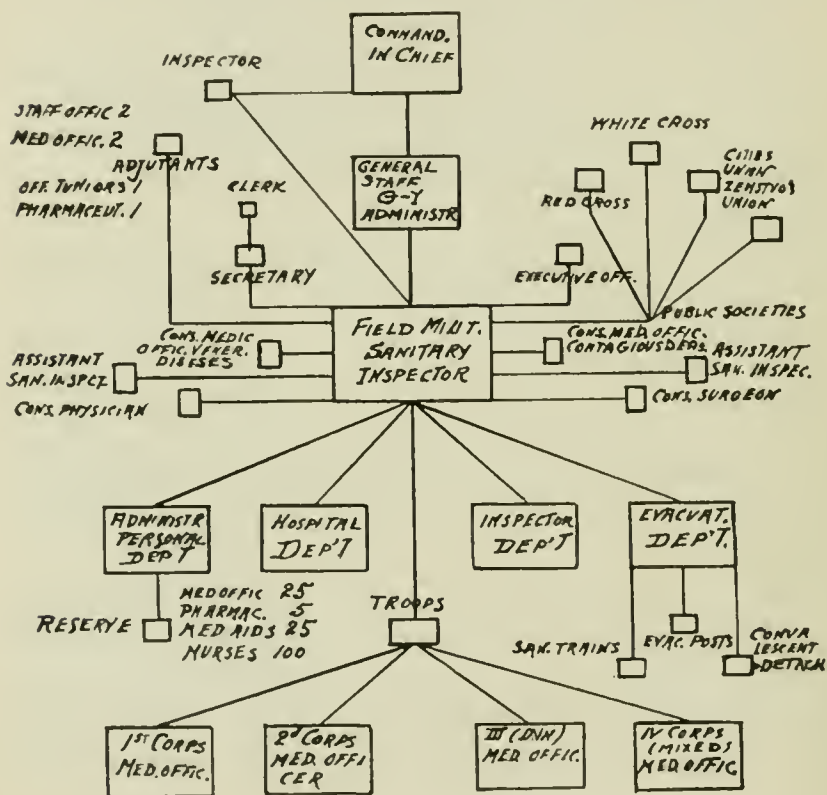 COMMAND.
IN CHIEF
INSPECTOR
STAFF OFFIC 2
MED OFFIC. 2
ADJUTANTS
OFF. JUNIORS 1
PHARMACEUT. 1
CLERK
SECRETARY
GENERAL
STAFF
G-Y
ADMINISTR
WHITE CROSS
RED CROSS
CITIES
UNION
ZEMSTVO'S
UNION
EXECUTIVE OFF.
PUBLIC SOCIETIES
FIELD MILIT.
SANITARY
INSPECTOR
CONS. MEDIC
OFFIC. VENER.
DISEASES
ASSISTANT
SAN. INSPCT
CONS. PHYSICIAN
CONS. MED. OFFIC.
CONTAGIOUS DEAS.
ASSISTANT
SAN. INSPEC.
CONS. SURGEON
ADMINISTR
PERSONAL
DEPT
HOSPITAL
DEP'T
INSPECTOR
DEP'T
EVACUAT.
DEP'T.
RESERVE
MED OFFIC 25
PHARMAC. 5
MED AIDS 25
NURSES 100
TROOPS
SAN. TRAINS
EVAC. POSTS
CONVA
LESCENT
DETACH
1ST CORPS
MED. OFFIC.
2D CORPS
MED. OFFI
CER
III (DNN)
MED OFFIC.
IV CORPS
(MIXED)
MED OFFIC.